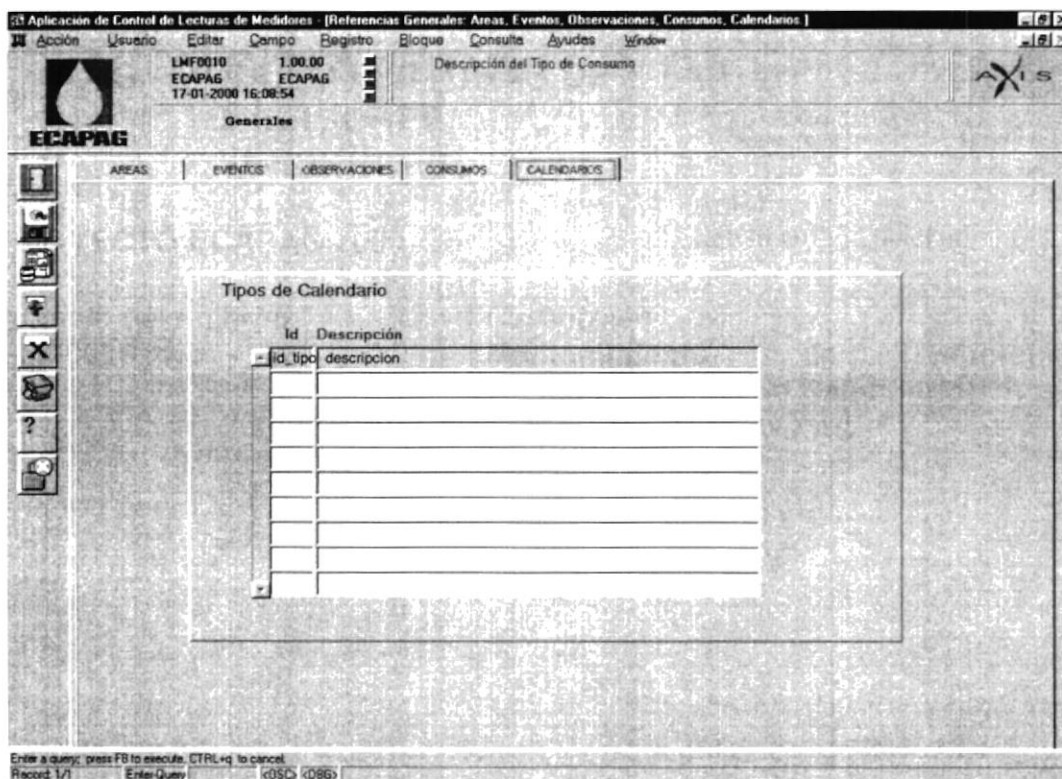 Aplicación de Control de Lecturas de Medidores - [Referencias Generales: Areas, Eventos, Observaciones, Consumos, Calendarios ]
Acción Usuario Editar Campo Registro Bloque Consulta Ayudas Window
LMF0010 1.00.00
ECAPAG ECAPAG
17-01-2000 16:08:54
Descripción del Tipo de Consumo
AXIS
ECAPAG
Generales
AREAS EVENTOS OBSERVACIONES CONSUMOS CALENDARIOS
Tipos de Calendario
Id Descripción
id_tipo descripcion
?
Enter a query; press F8 to execute, CTRL+q to cancel.
Record: 1/1 Enter-Query <OSC> <DBG>